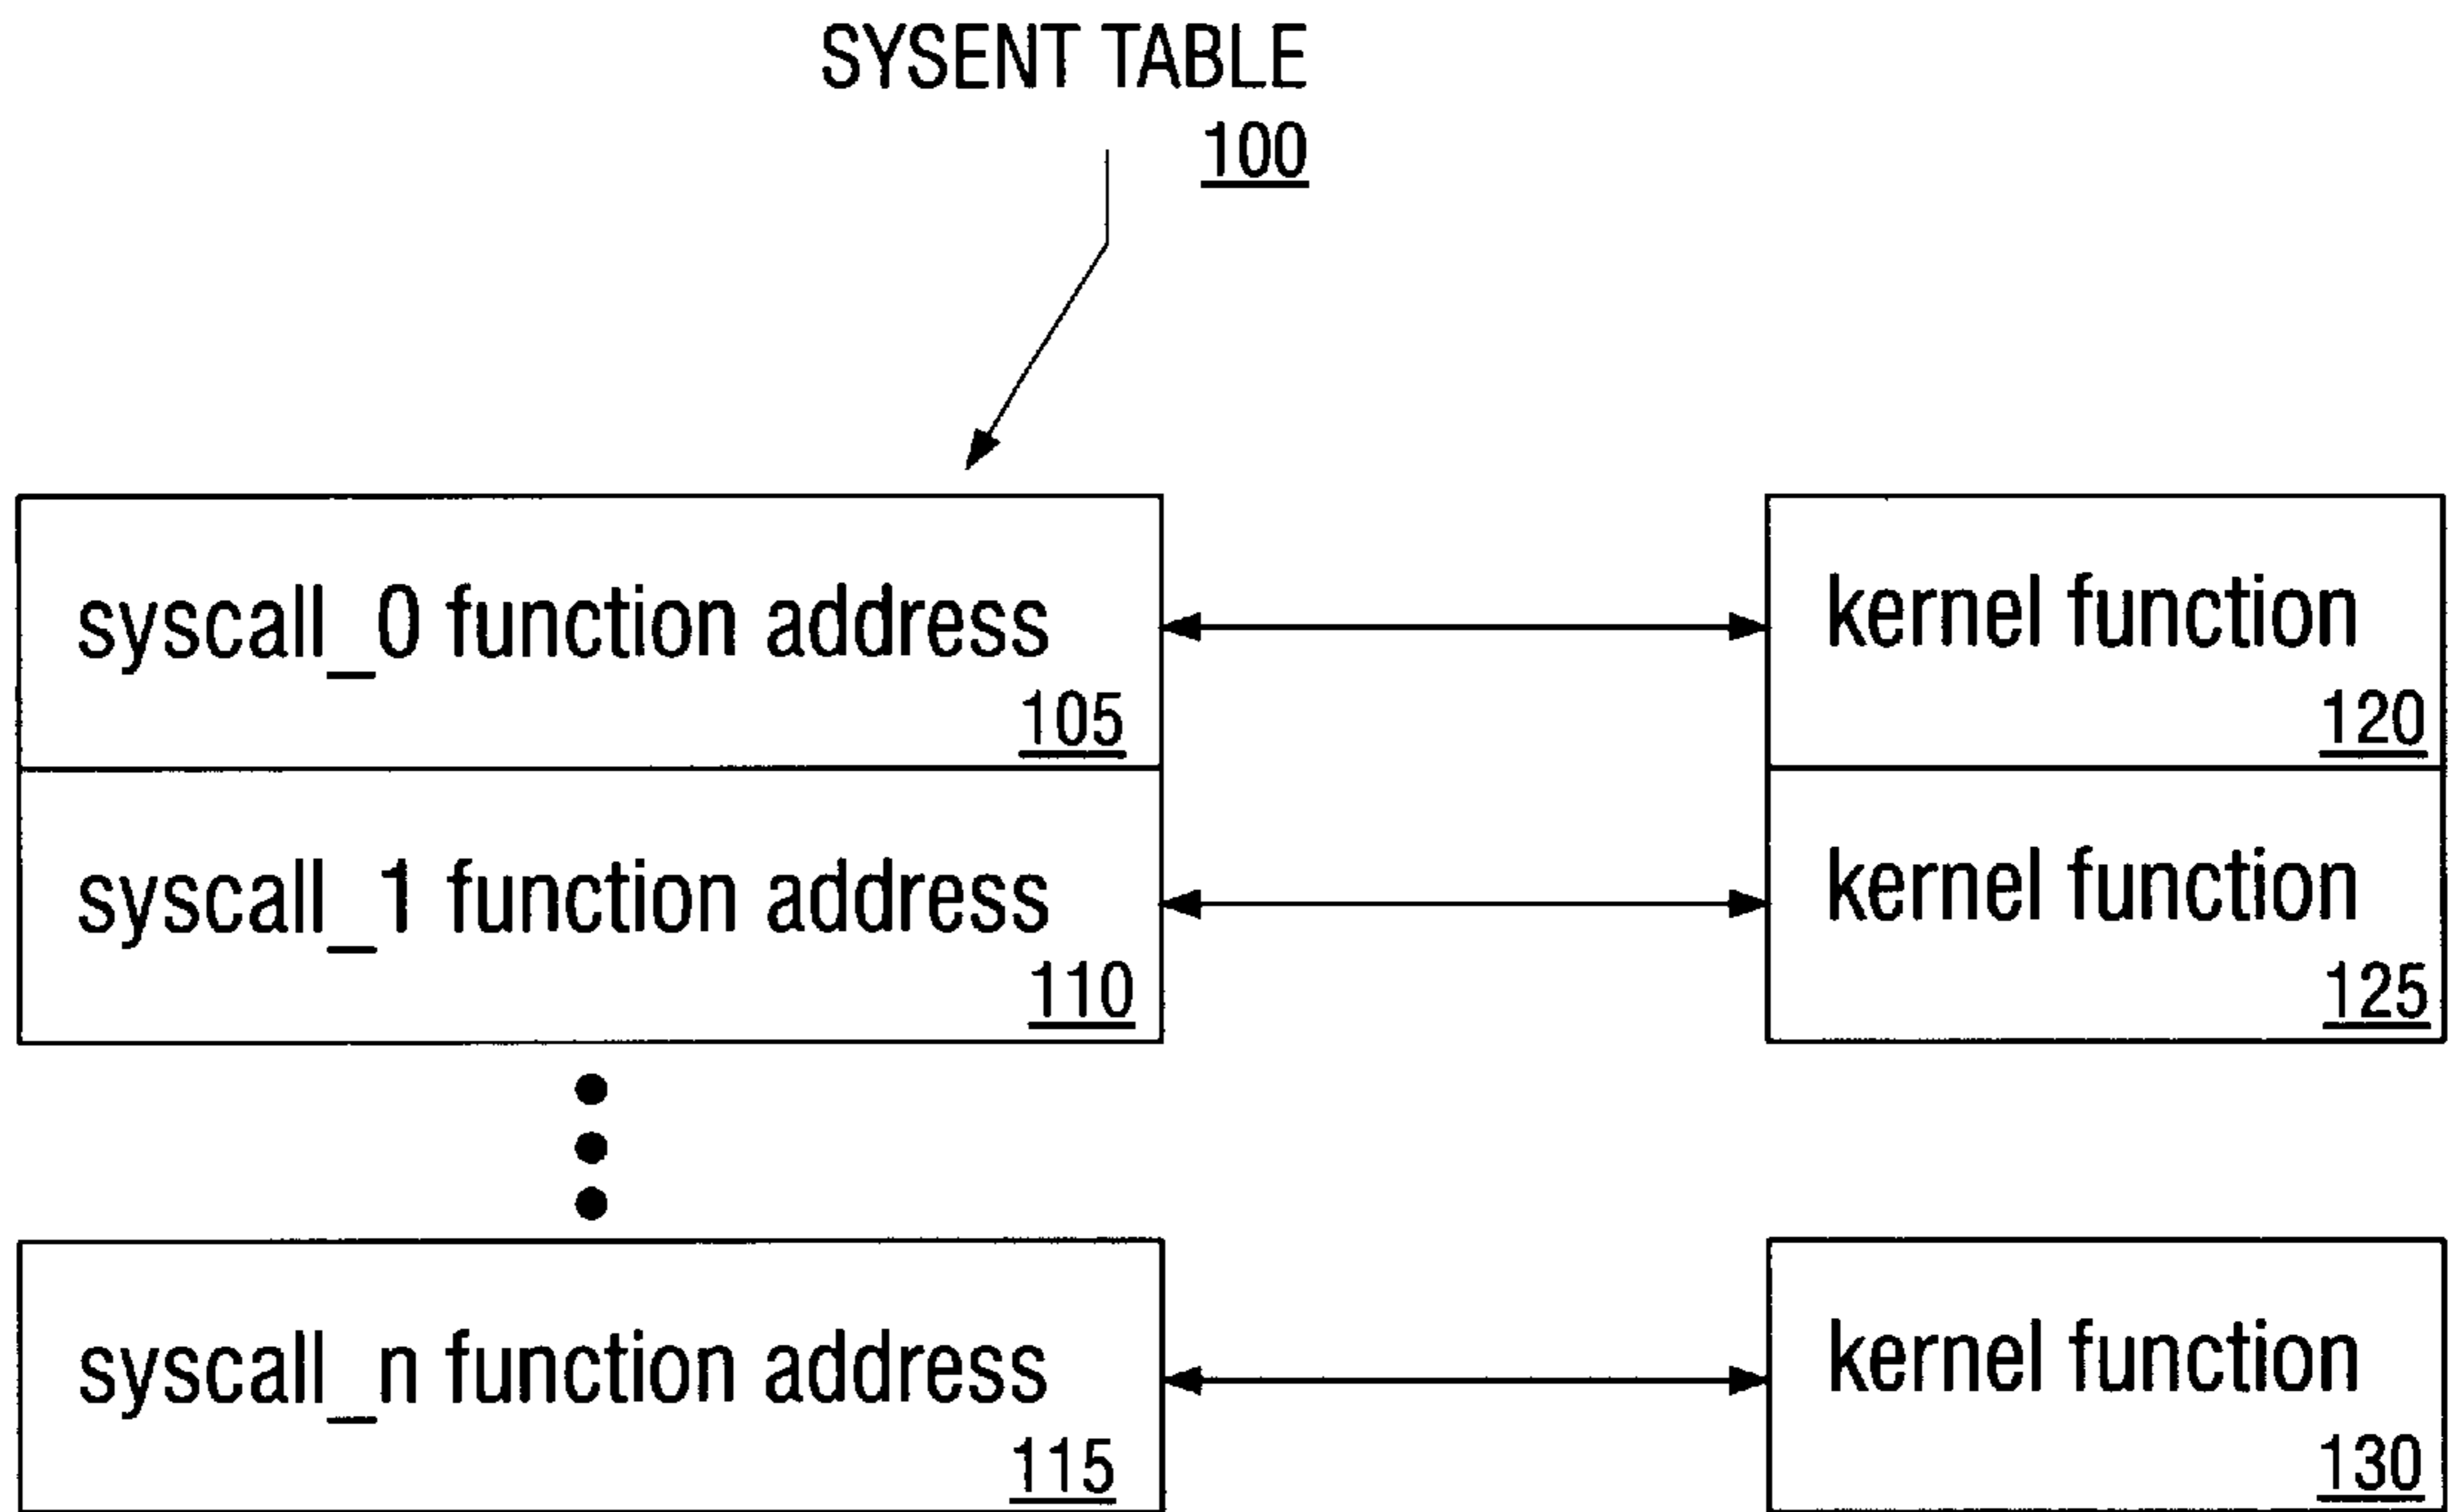 SYSENT TABLE
100
syscall_0 function address
105
kernel function
120
syscall_1 function address
110
kernel function
125
syscall_n function address
115
kernel function
130